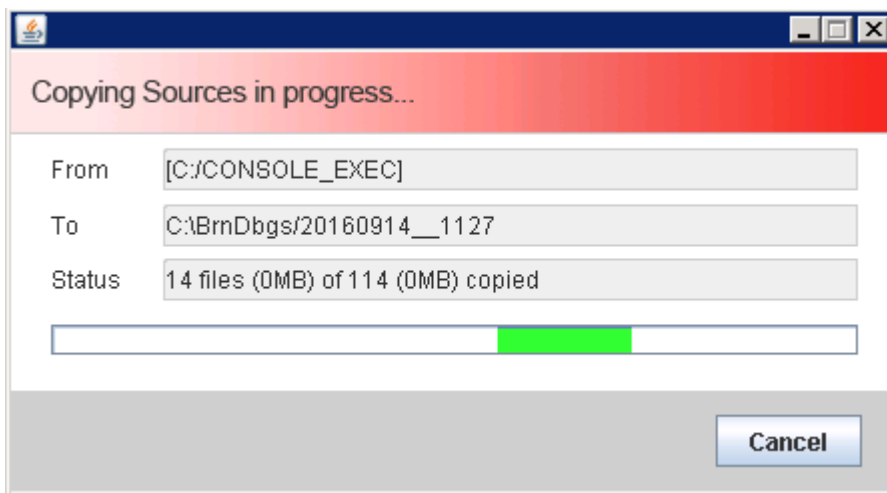 Copying Sources in progress...
From [C:/CONSOLE_EXEC]
To C:\BrnDbgs/20160914__1127
Status 14 files (0MB) of 114 (0MB) copied
Cancel